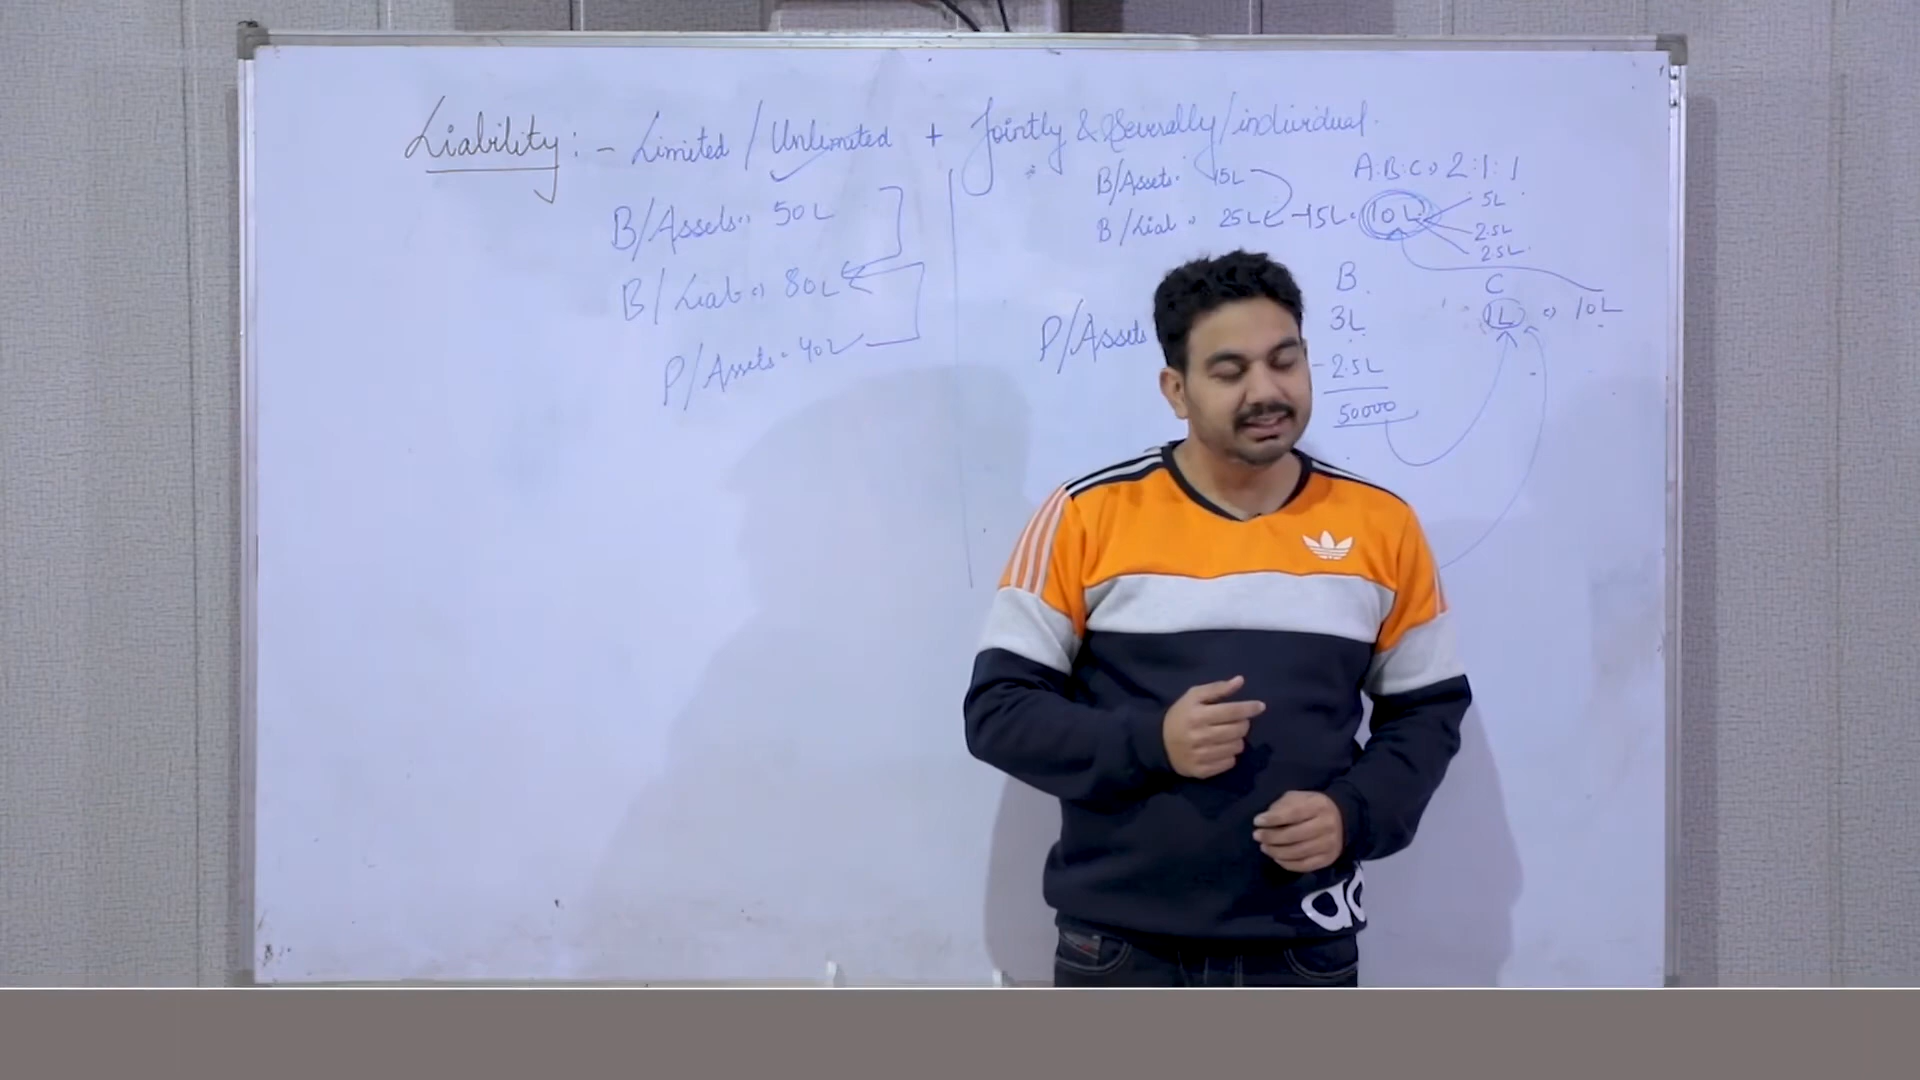 Liability :- Limited / Unlimited + Jointly & Severally/individual.
B/Assets = 50L
B/Liab = 80L
P/Assets = 40L
B/Assets = 15L
A:B:C = 2:1:1
B/Liab = 25L - 15L = 10L
5L
2.5L
2.5L
B
C
P/Assets
3L
1L = 10L
- 2.5L
50000